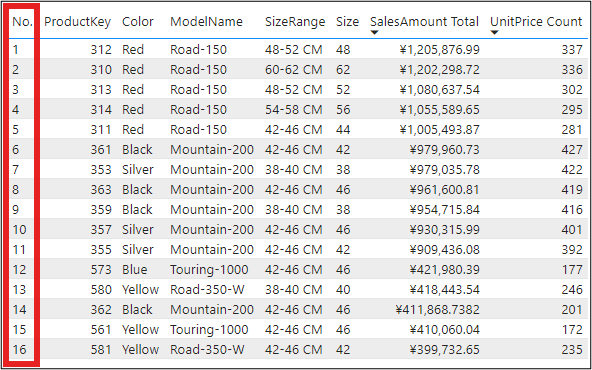 No. ProductKey Color ModelName SizeRange Size SalesAmount Total UnitPrice Count
1 312 Red Road-150 48-52 CM 48 ¥1,205,876.99 337
2 310 Red Road-150 60-62 CM 62 ¥1,202,298.72 336
3 313 Red Road-150 48-52 CM 52 ¥1,080,637.54 302
4 314 Red Road-150 54-58 CM 56 ¥1,055,589.65 295
5 311 Red Road-150 42-46 CM 44 ¥1,005,493.87 281
6 361 Black Mountain-200 42-46 CM 42 ¥979,960.73 427
7 353 Silver Mountain-200 38-40 CM 38 ¥979,035.78 422
8 363 Black Mountain-200 42-46 CM 46 ¥961,600.81 419
9 359 Black Mountain-200 38-40 CM 38 ¥954,715.84 416
10 357 Silver Mountain-200 42-46 CM 46 ¥930,315.99 401
11 355 Silver Mountain-200 42-46 CM 42 ¥909,436.08 392
12 573 Blue Touring-1000 42-46 CM 46 ¥421,980.39 177
13 580 Yellow Road-350-W 38-40 CM 40 ¥418,443.54 246
14 362 Black Mountain-200 42-46 CM 46 ¥411,868.7382 201
15 561 Yellow Touring-1000 42-46 CM 46 ¥410,060.04 172
16 581 Yellow Road-350-W 42-46 CM 42 ¥399,732.65 235